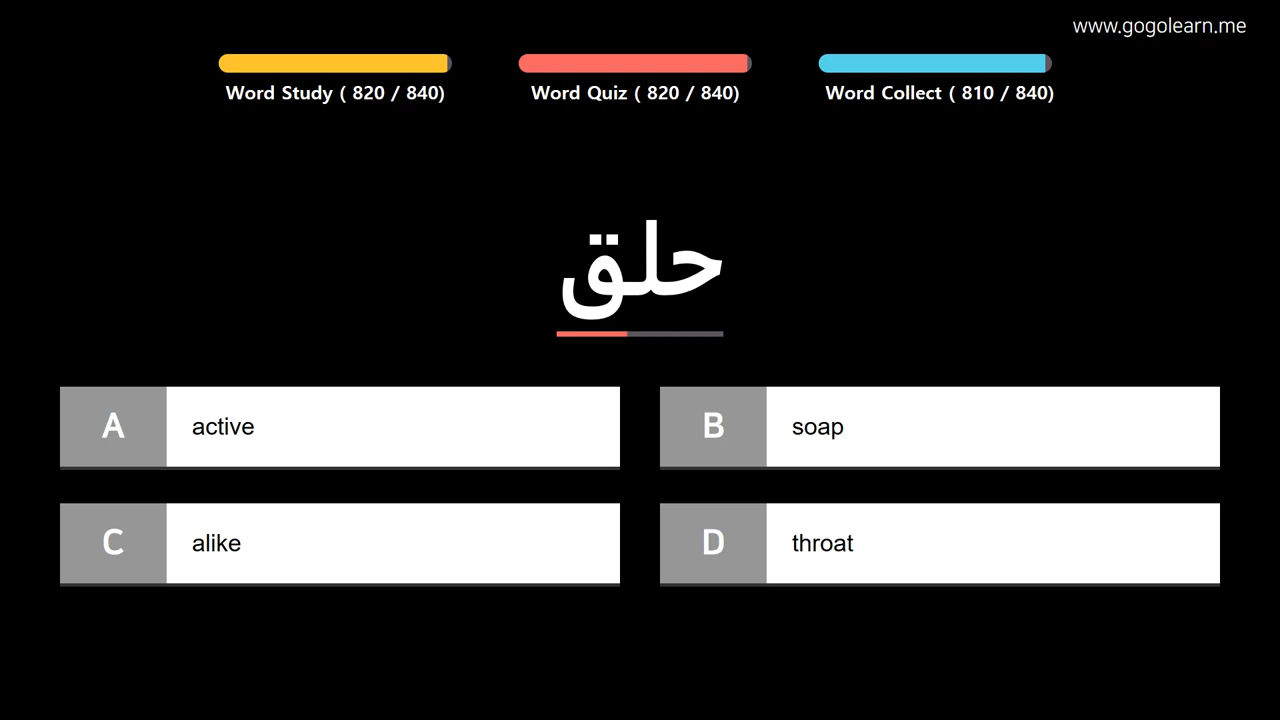 www.gogolearn.me
Word Study ( 820 / 840)
Word Quiz ( 820 / 840)
Word Collect ( 810 / 840)
حلق
A active
B soap
C alike
D throat